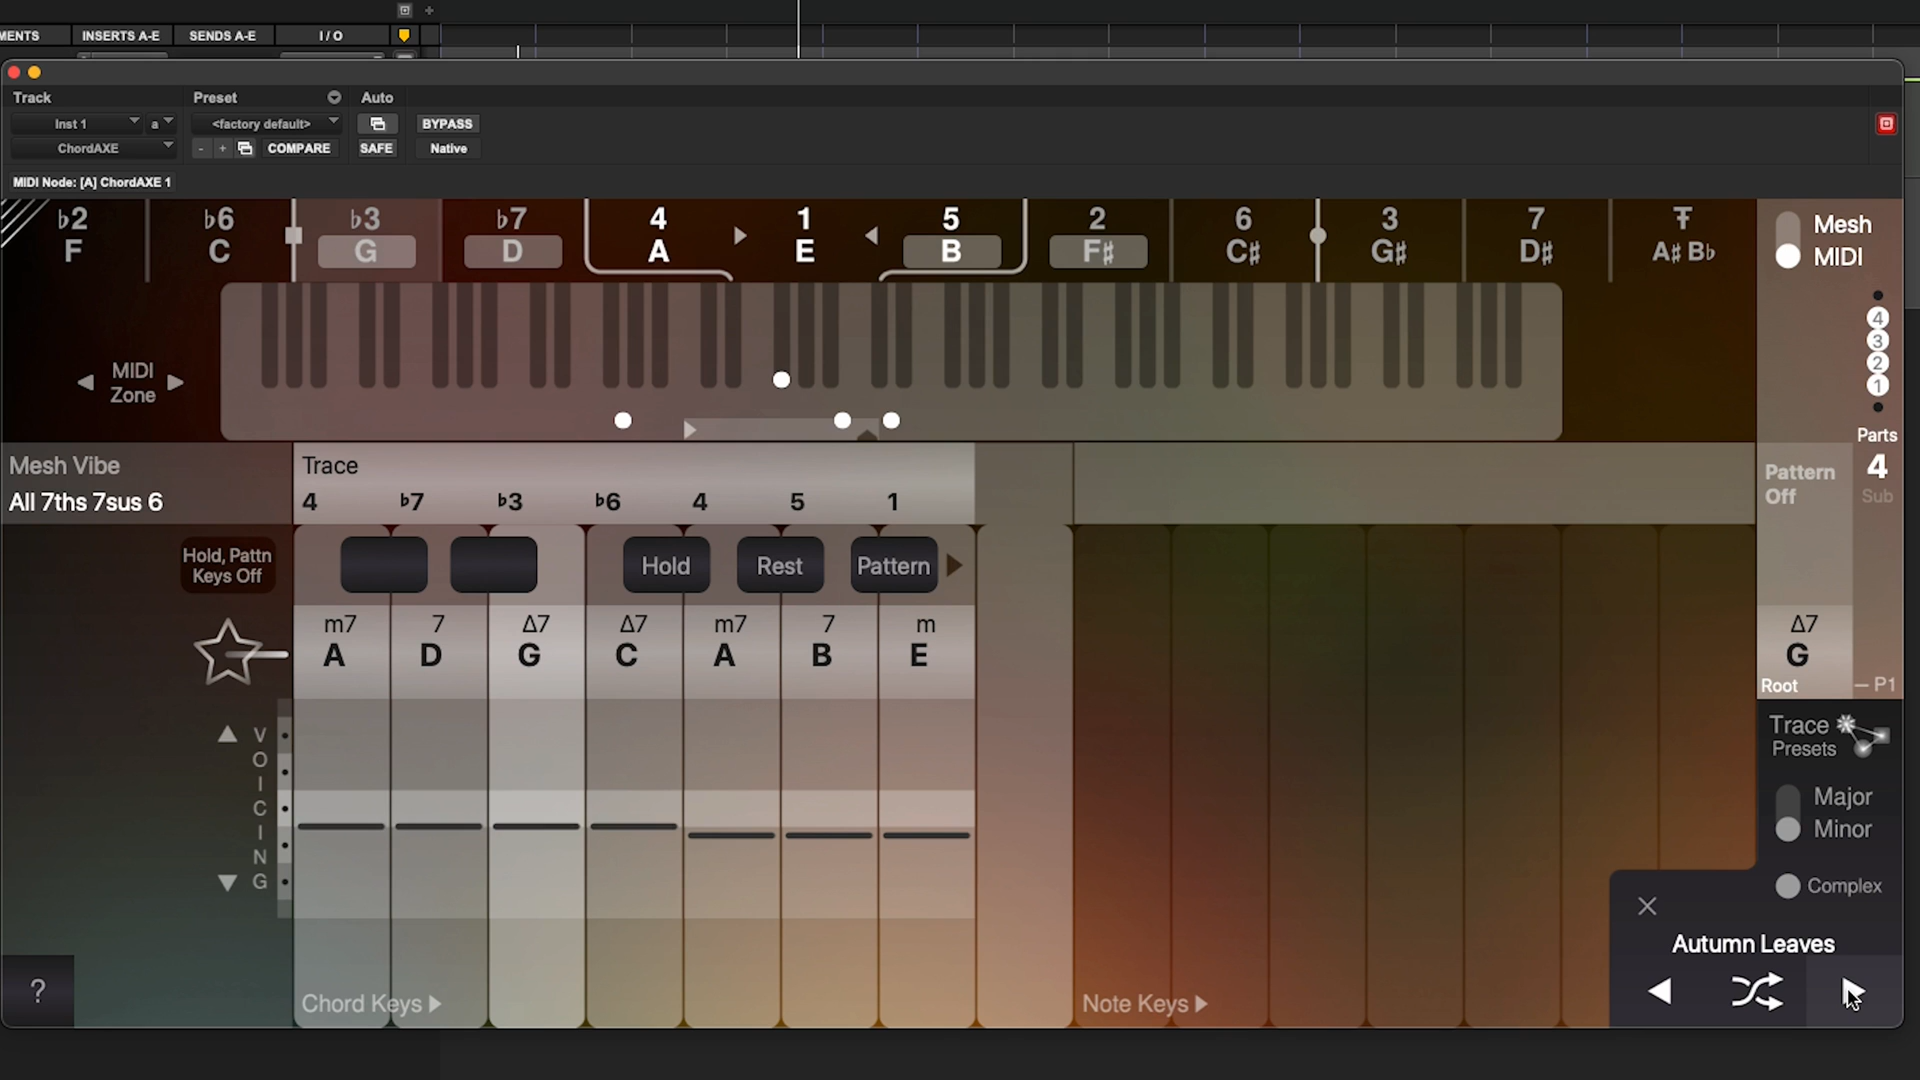 MENTS INSERTS A-E SENDS A-E I / O
Track Preset Auto
Inst 1 a <factory default> BYPASS
ChordAXE - + COMPARE SAFE Native
MIDI Node: [A] ChordAXE 1
♭2 ♭6 ♭3 ♭7 4 1 5 2 6 3 7 Ŧ
F C G D A E B F♯ C♯ G♯ D♯ A♯ B♭
Mesh
MIDI
MIDI
Zone
4
3
2
1
Parts
4
Sub
Pattern
Off
Mesh Vibe
All 7ths 7sus 6
Trace
4 ♭7 ♭3 ♭6 4 5 1
Hold, Pattn
Keys Off
Hold Rest Pattern
m7 7 Δ7 Δ7 m7 7 m
A D G C A B E
Δ7
G
Root — P1
Trace
Presets
Major
Minor
Complex
VOICING
Autumn Leaves
?
Chord Keys
Note Keys